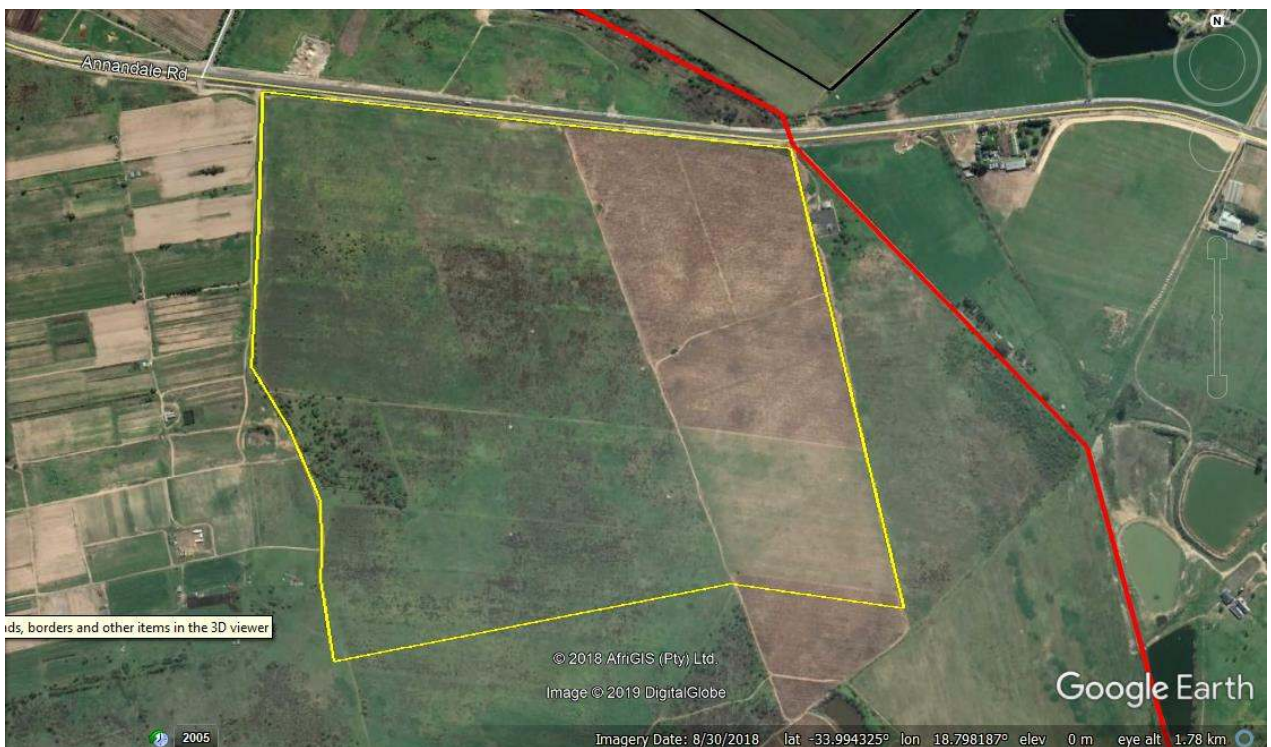 N
Annandale Rd
ads, borders and other items in the 3D viewer
© 2018 AfriGIS (Pty) Ltd.
Image © 2019 DigitalGlobe
Google Earth
2005
Imagery Date: 8/30/2018 lat -33.994325° lon 18.798187° elev 0 m eye alt 1.78 km